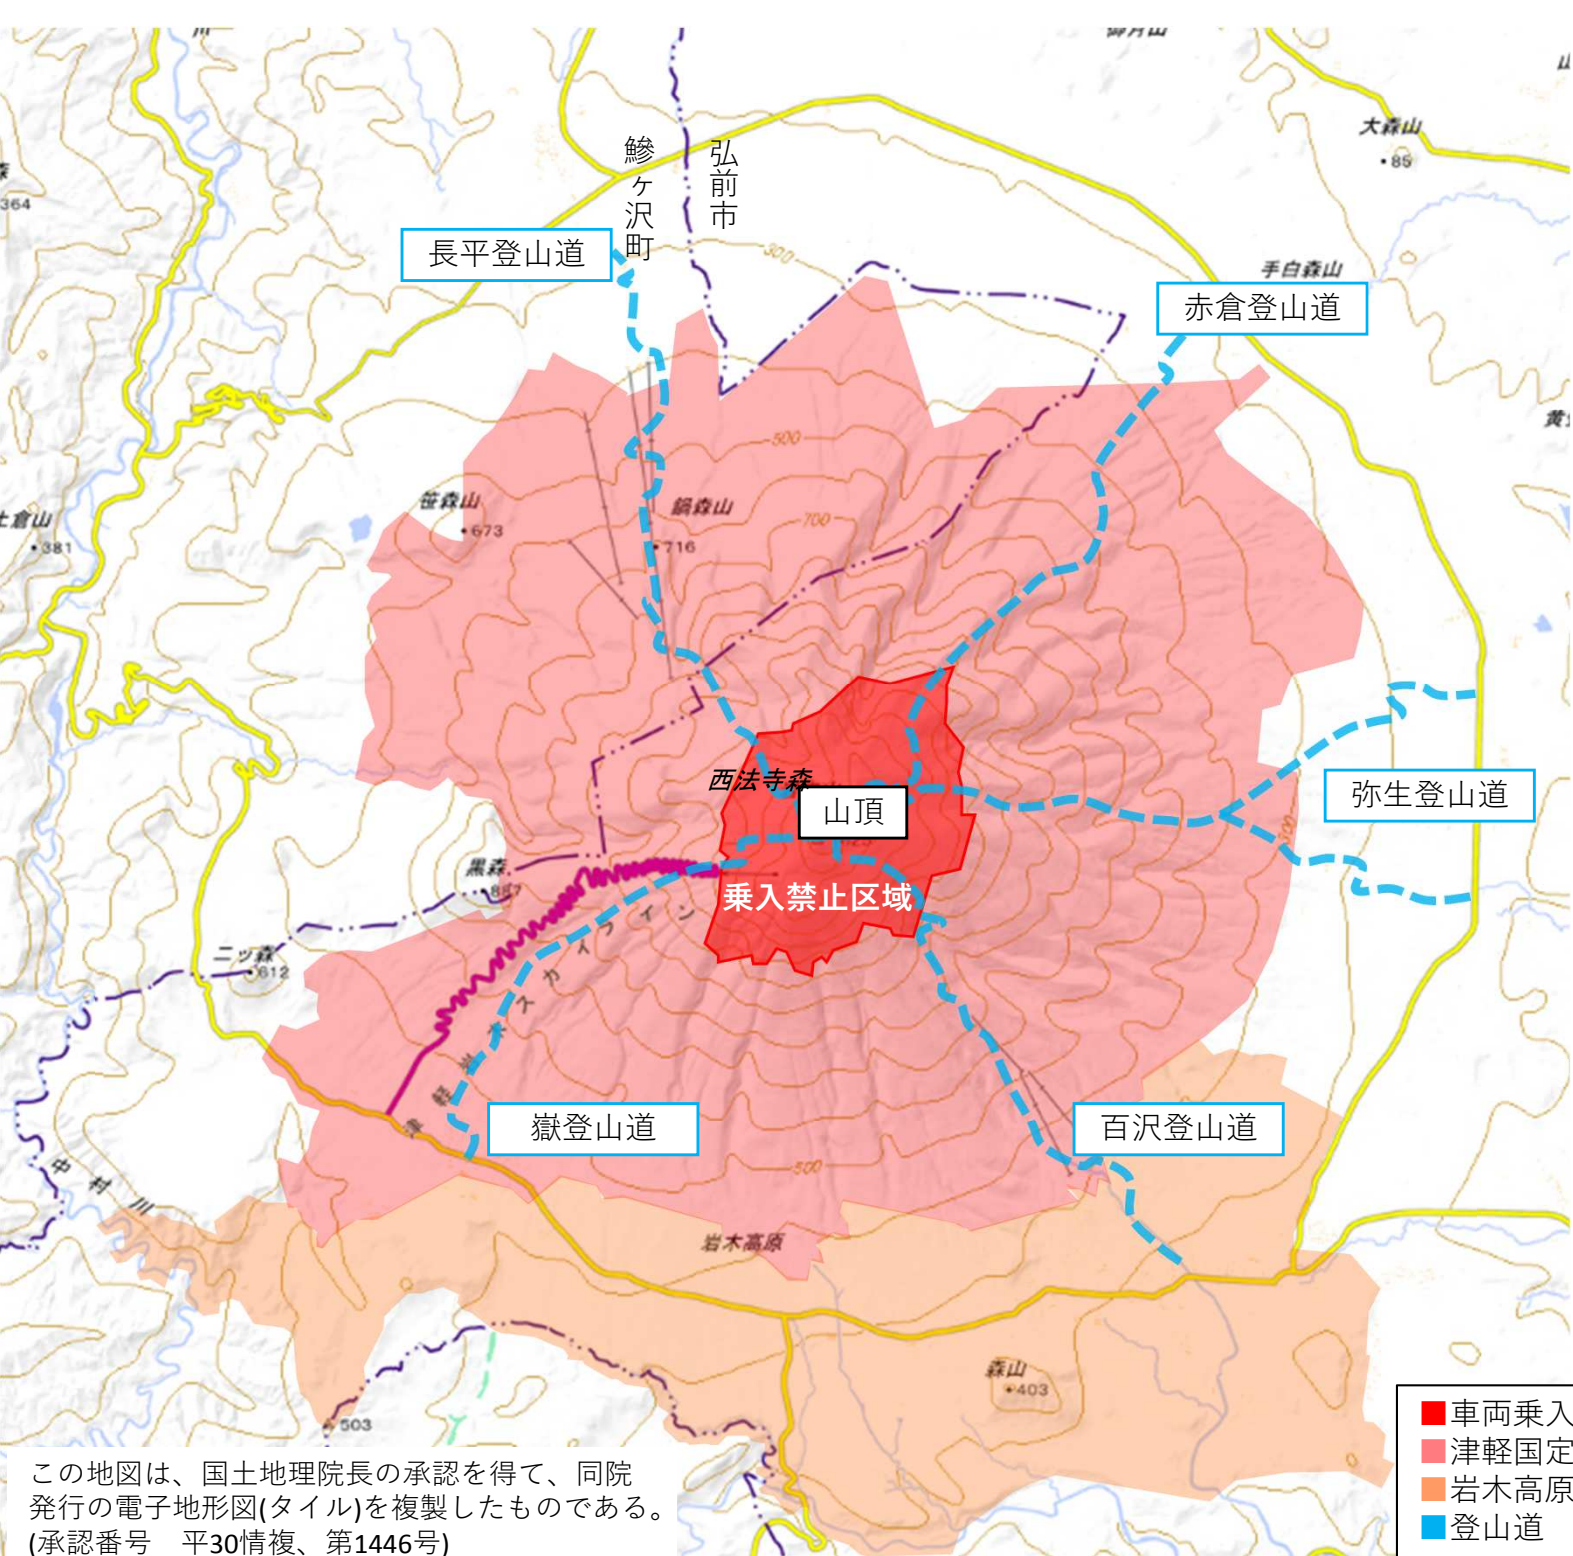 大森山
85
364
鰺ヶ沢町
弘前市
長平登山道
300
手白森山
赤倉登山道
500
笹森山
673
鍋森山
716
700
381
西法寺森
山頂
弥生登山道
黒森
乗入禁止区域
二ッ森
612
津軽岩木スカイライン
嶽登山道
百沢登山道
500
中村川
岩木高原
森山
403
503
車両乗入
津軽国定
岩木高原
登山道
この地図は、国土地理院長の承認を得て、同院
発行の電子地形図(タイル)を複製したものである。
(承認番号 平30情複、第1446号)